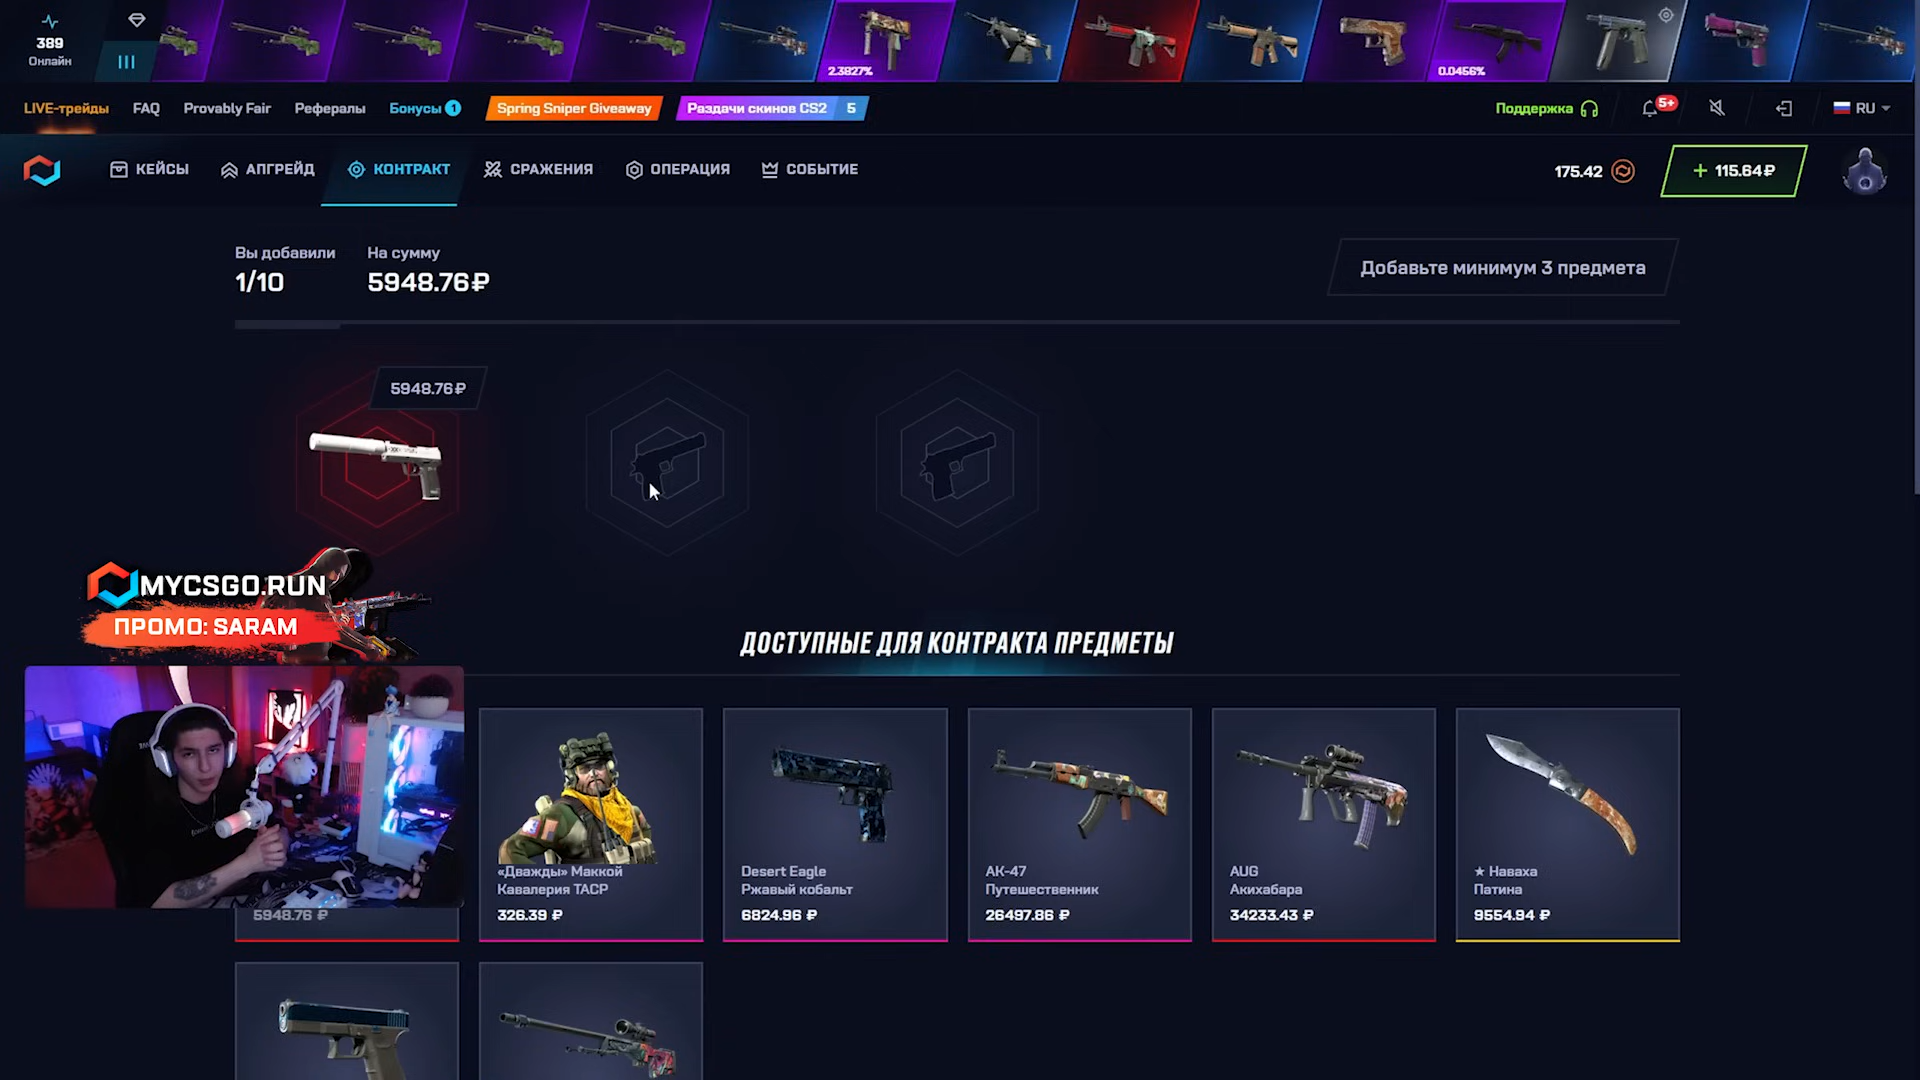 389
Онлайн
2.3827%
0.0456%
LIVE-трейды
FAQ
Provably Fair
Рефералы
Бонусы 1
Spring Sniper Giveaway
Раздачи скинов CS2 5
Поддержка
5+
RU
КЕЙСЫ
АПГРЕЙД
КОНТРАКТ
СРАЖЕНИЯ
ОПЕРАЦИЯ
СОБЫТИЕ
175.42
+ 115.64₽
Вы добавили
1/10
На сумму
5948.76₽
Добавьте минимум 3 предмета
5948.76₽
MYCSGO.RUN
ПРОМО: SARAM
ДОСТУПНЫЕ ДЛЯ КОНТРАКТА ПРЕДМЕТЫ
5948.76 ₽
«Дважды» Маккой
Кавалерия TACP
326.39 ₽
Desert Eagle
Ржавый кобальт
6824.96 ₽
АК-47
Путешественник
26497.86 ₽
AUG
Акихабара
34233.43 ₽
★ Наваха
Патина
9554.94 ₽